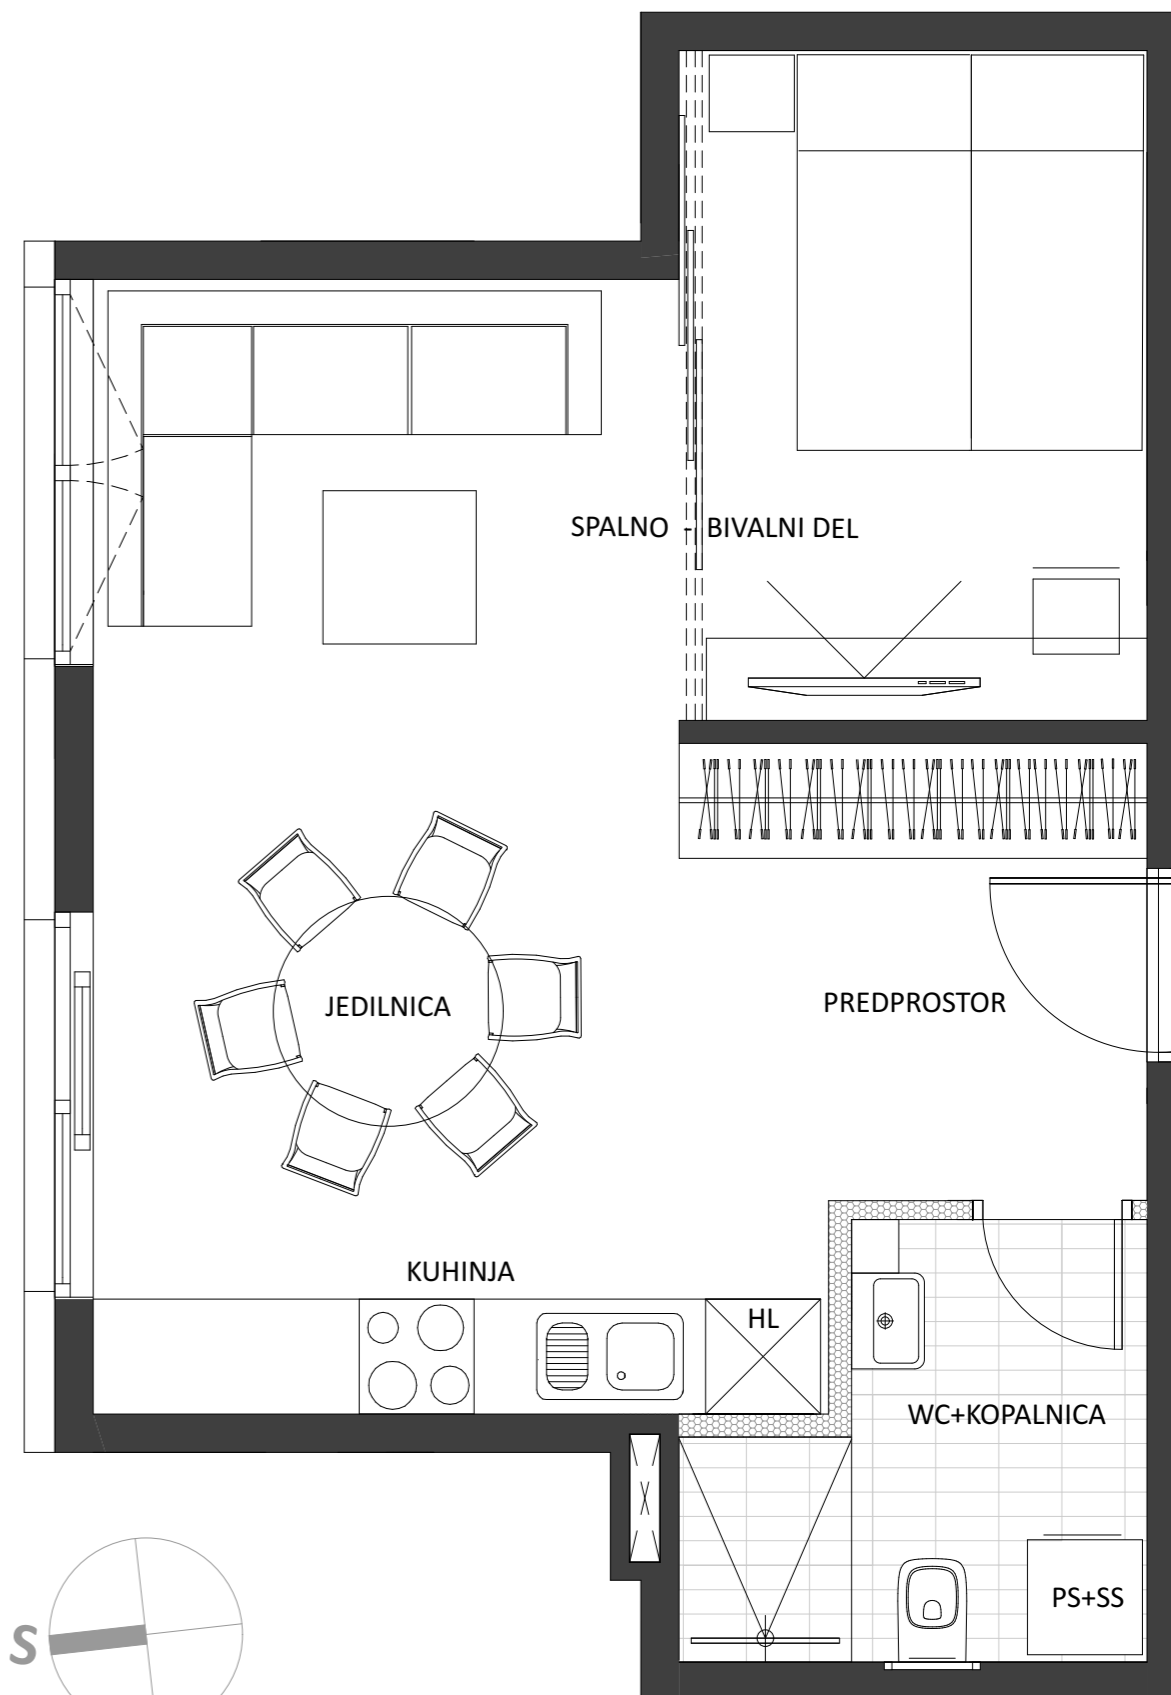 SPALNO - BIVALNI DEL
JEDILNICA
PREDPROSTOR
KUHINJA
HL
WC+KOPALNICA
PS+SS
S